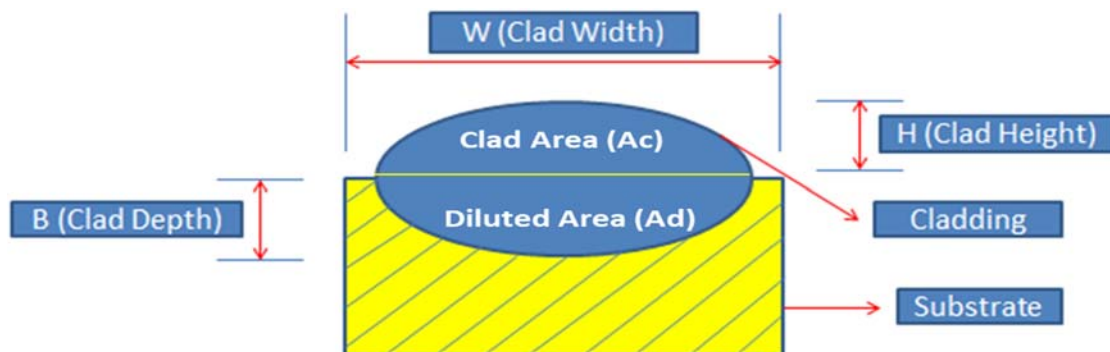 W (Clad Width)
Clad Area (Ac)
H (Clad Height)
B (Clad Depth)
Diluted Area (Ad)
Cladding
Substrate